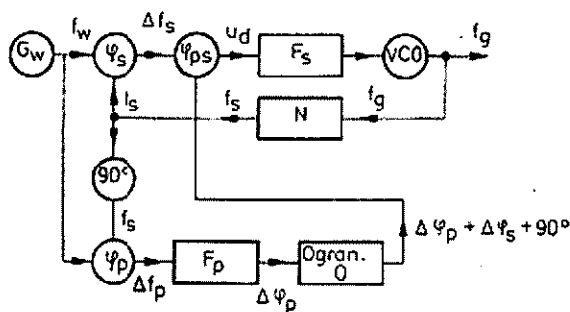 G_w
f_w
φ_s
Δf_s
φ_ps
u_d
F_s
VCO
f_g
f_s
f_s
N
f_g
90°
f_s
φ_p
Δf_p
F_p
Δφ_p
Ogran.
O
Δφ_p + Δφ_s + 90°